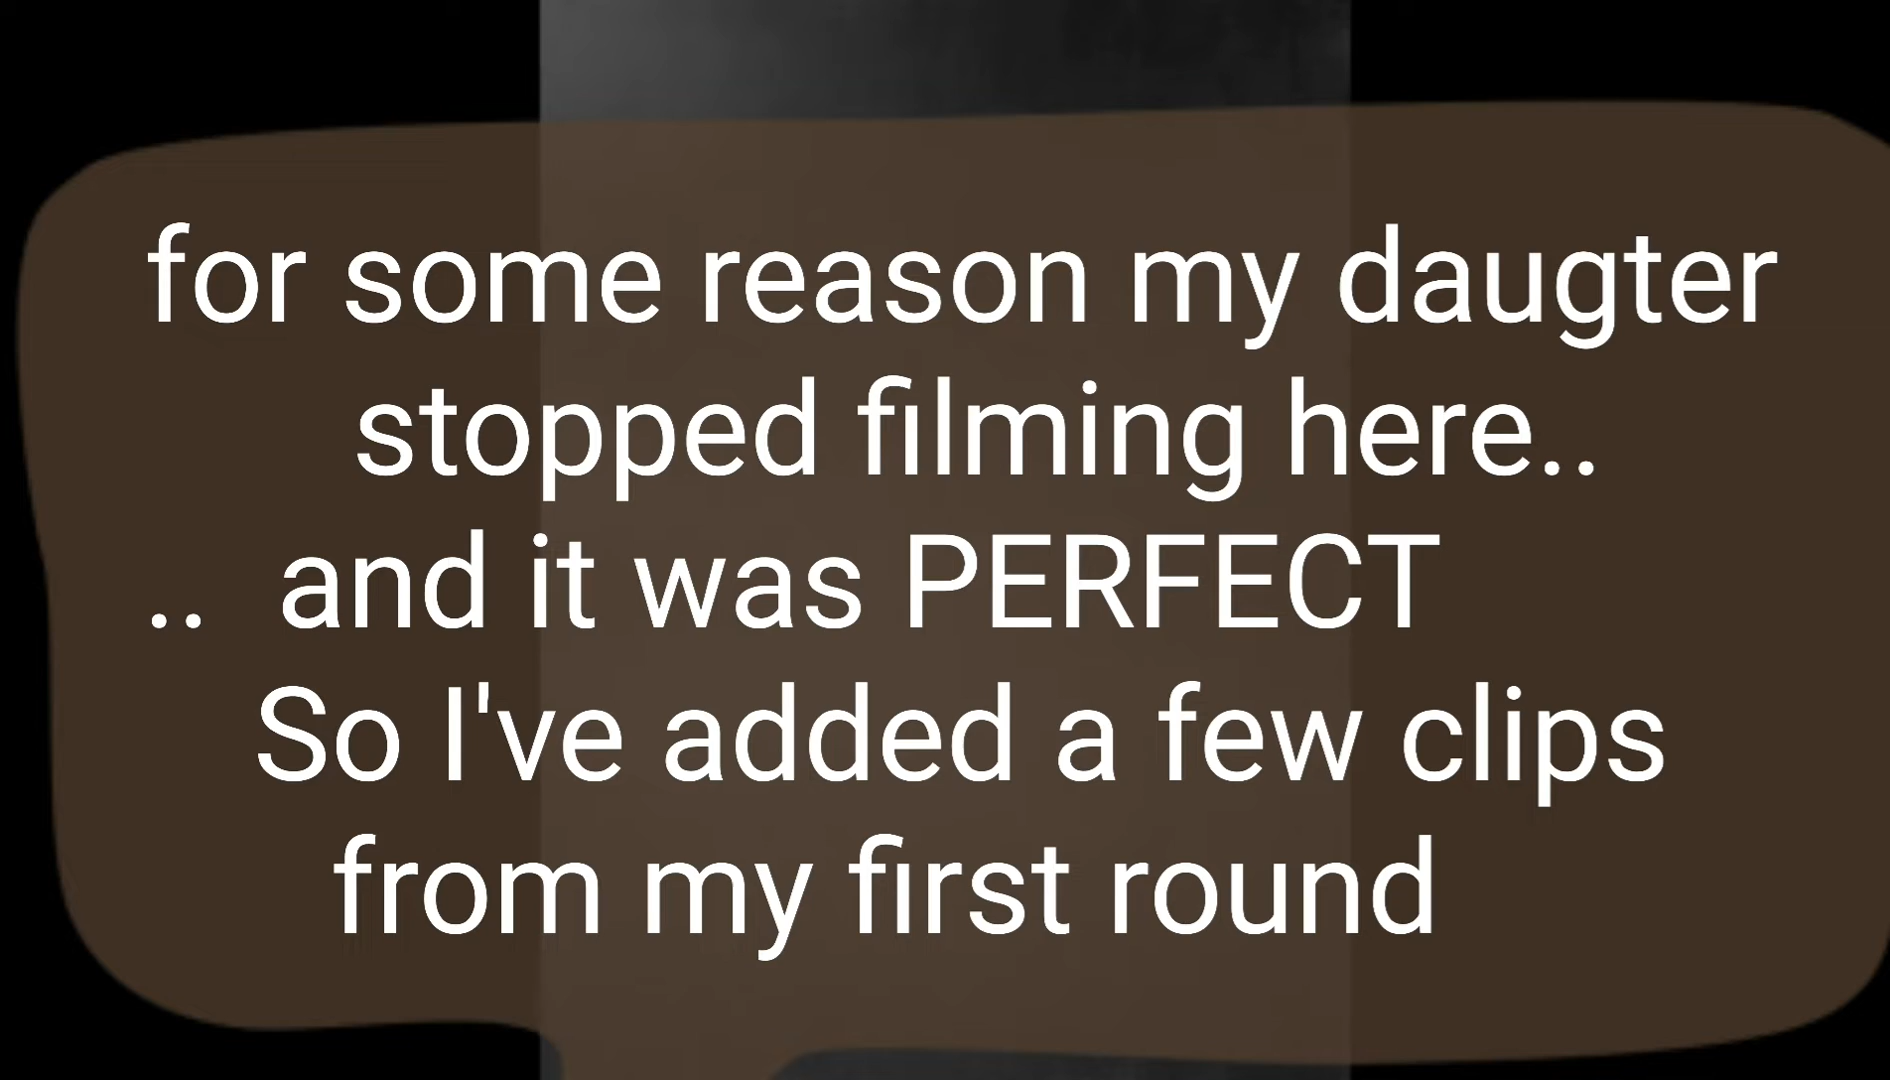 for some reason my daugter
stopped filming here..
.. and it was PERFECT
So I've added a few clips
from my first round